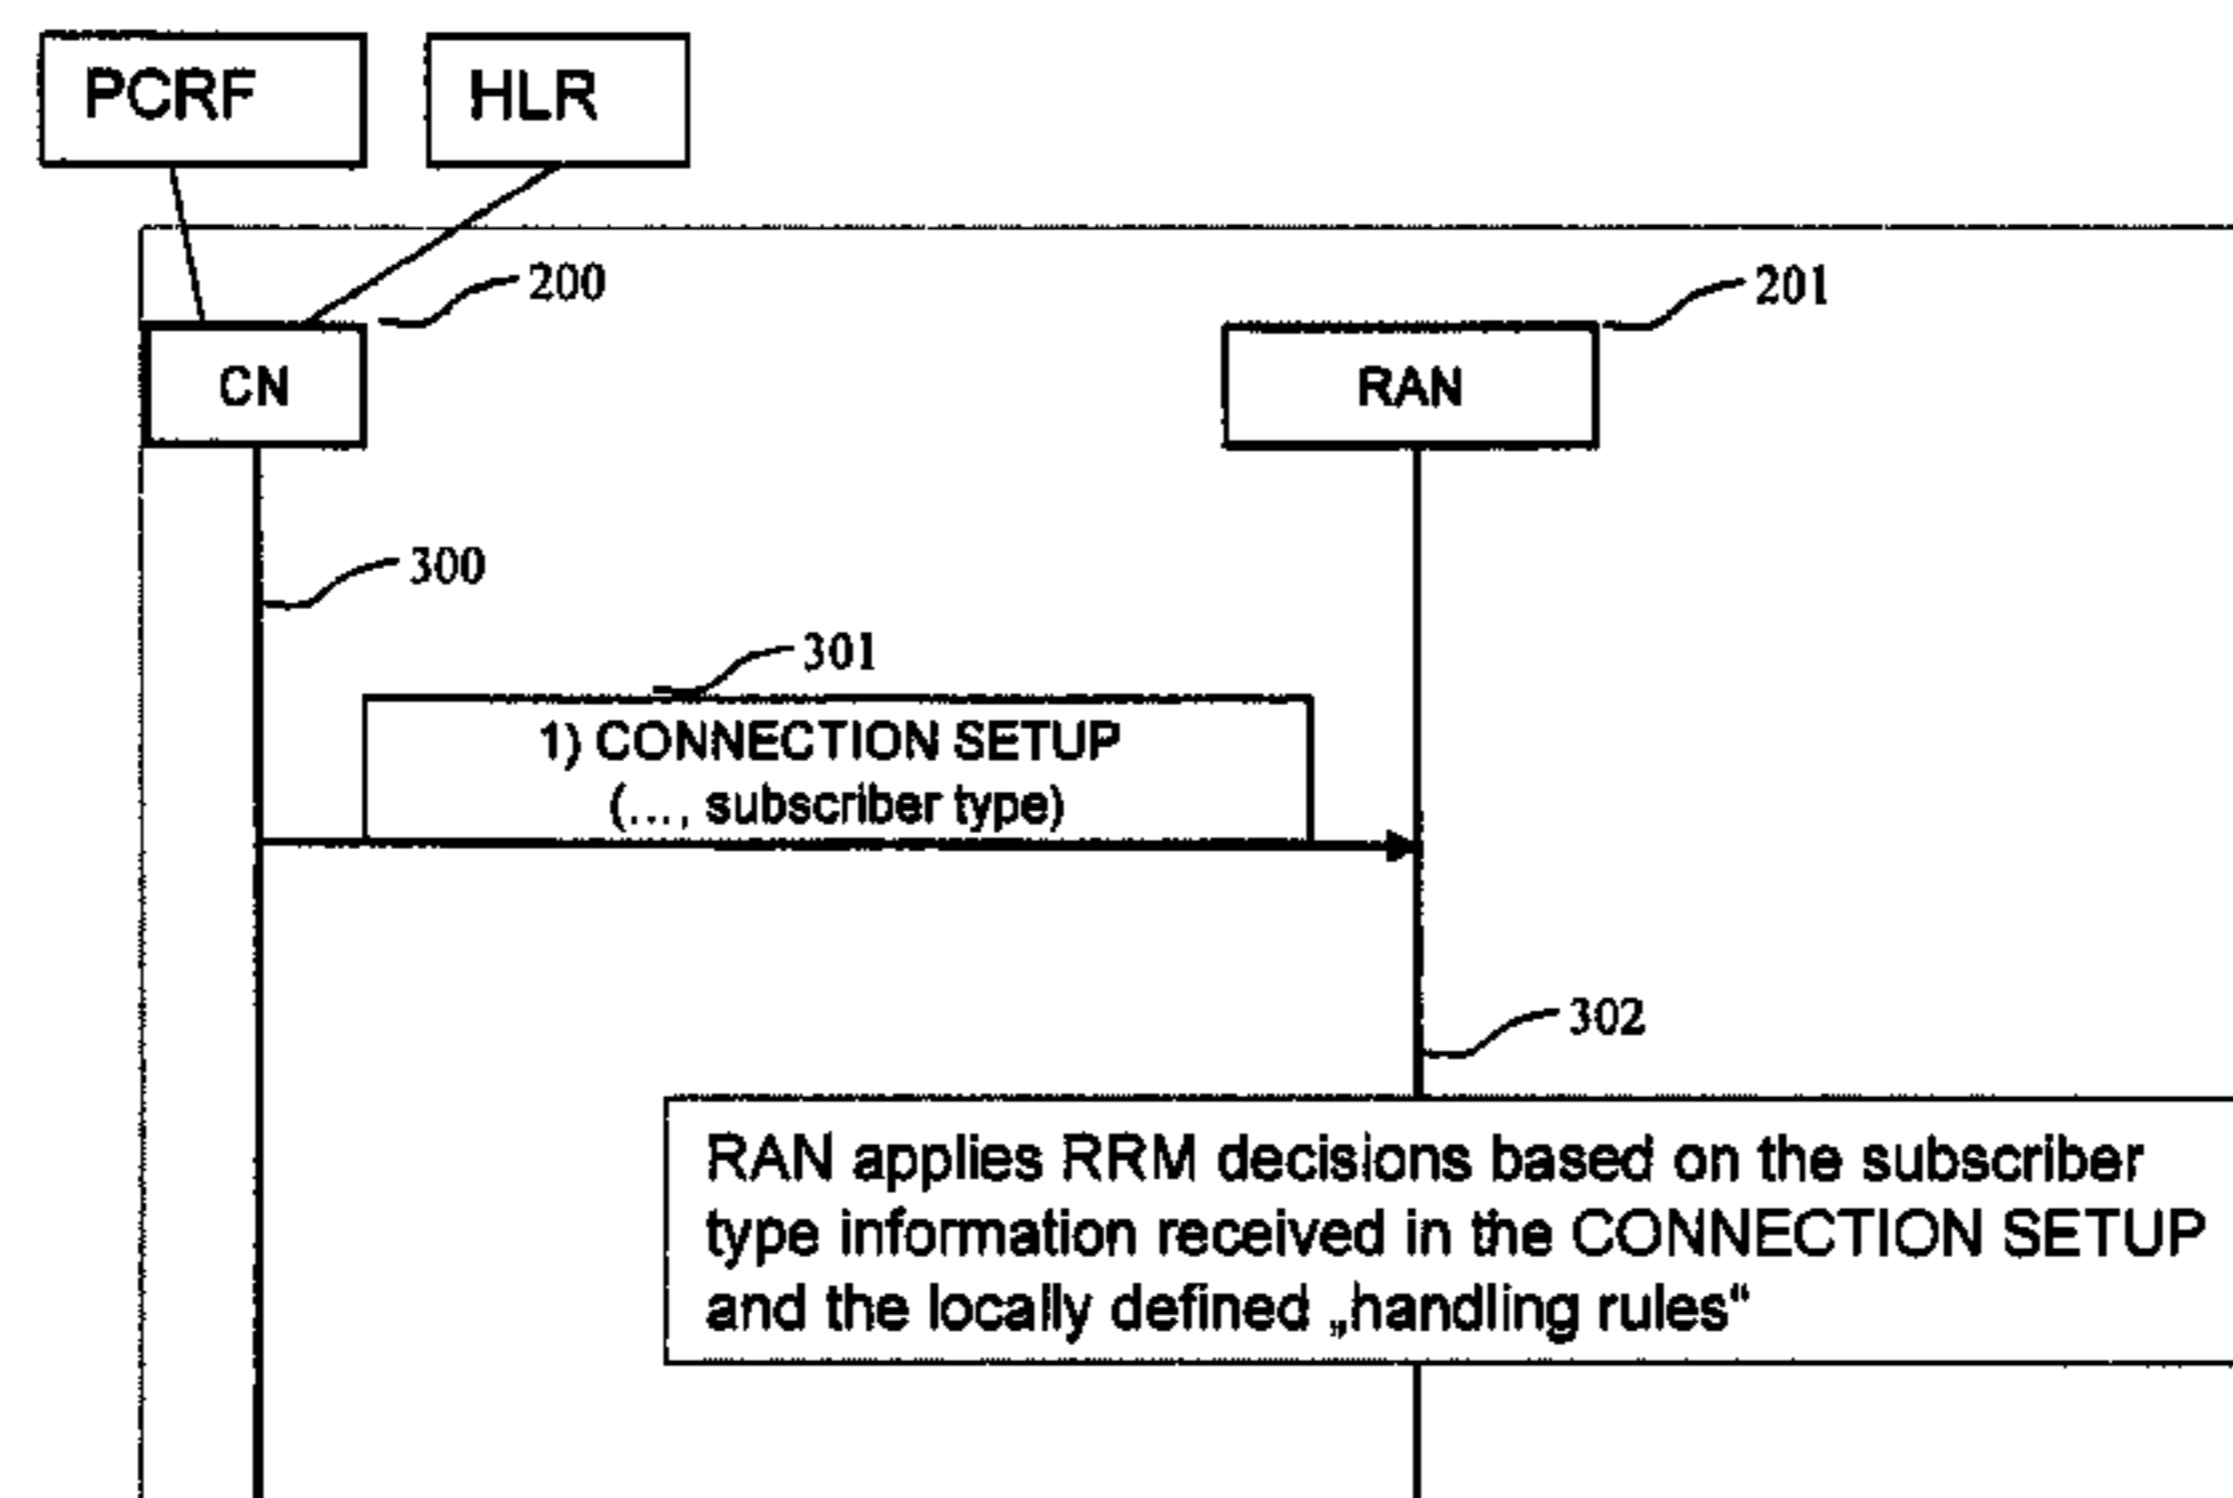 PCRF
HLR
200
201
CN
RAN
300
301
1) CONNECTION SETUP
(..., subscriber type)
302
RAN applies RRM decisions based on the subscriber
type information received in the CONNECTION SETUP
and the locally defined „handling rules“